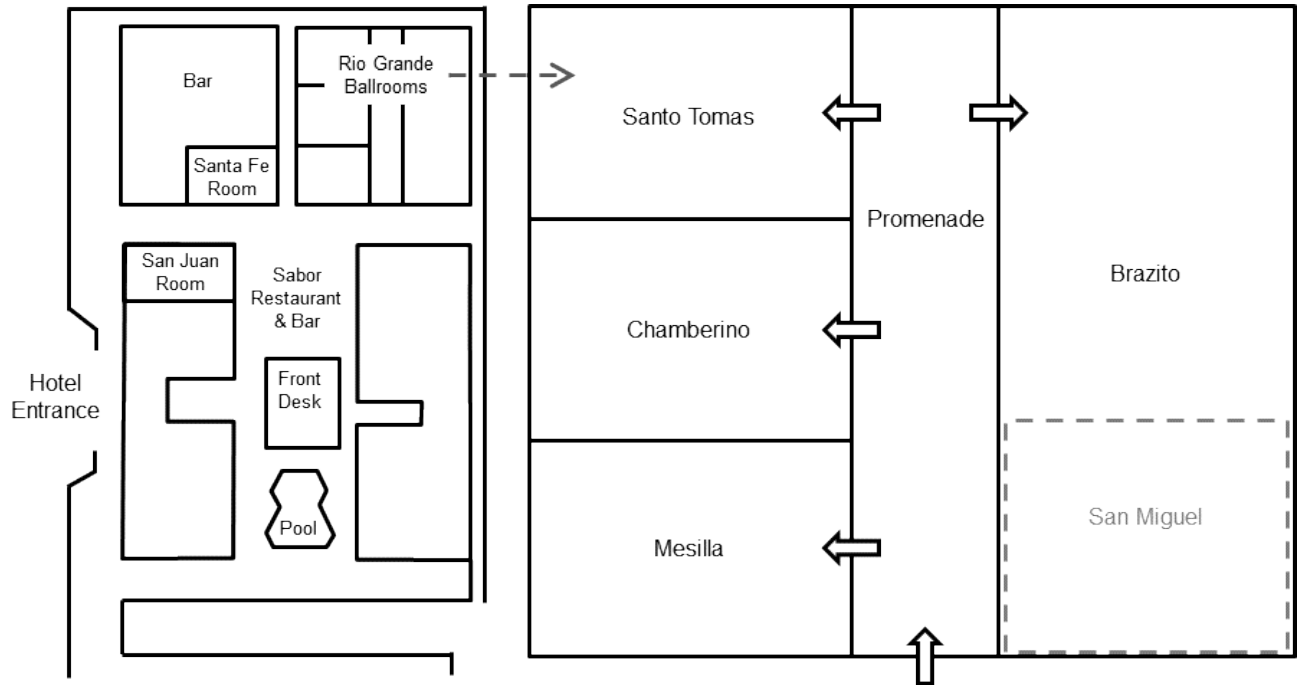 Bar
Rio Grande
Ballrooms
Santa Fe
Room
San Juan
Room
Sabor
Restaurant
& Bar
Hotel
Entrance
Front
Desk
Pool
Santo Tomas
Promenade
Brazito
Chamberino
San Miguel
Mesilla